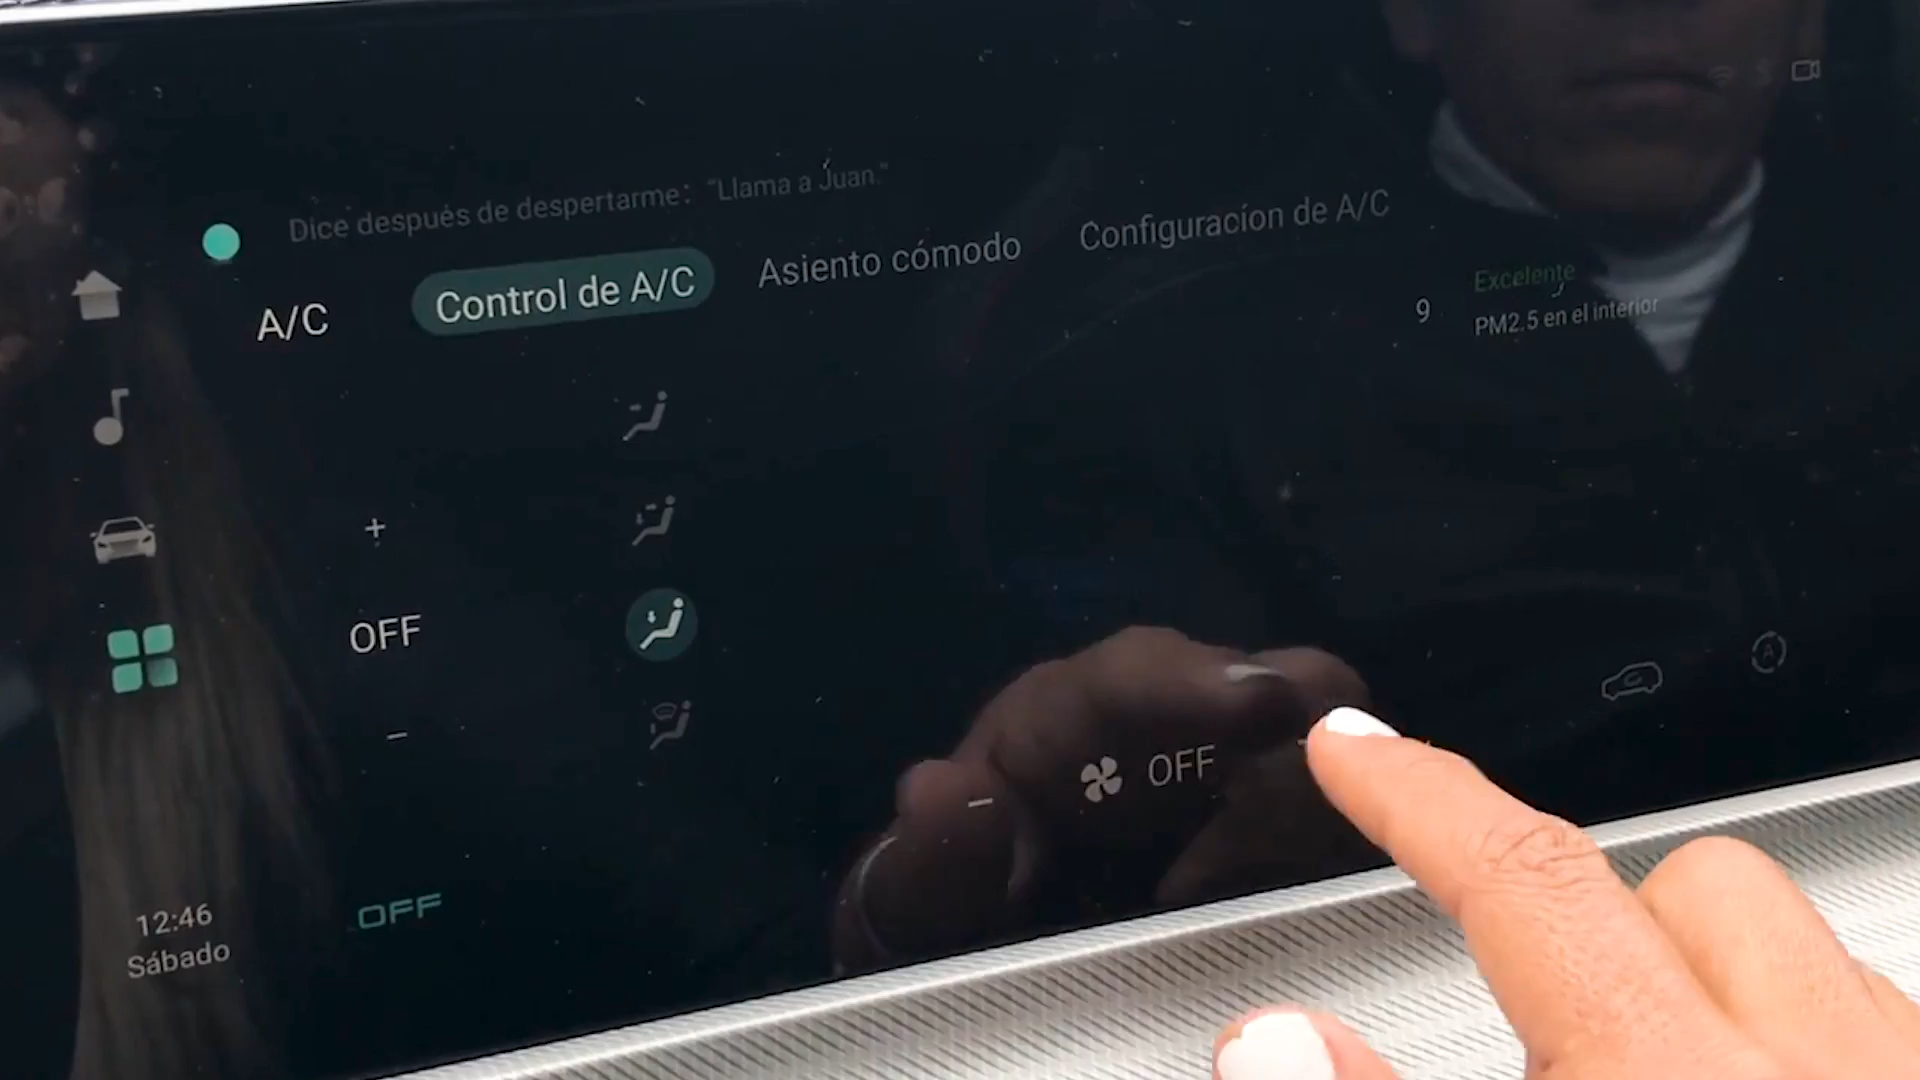 Dice después de despertarme: "Llama a Juan."
A/C
Control de A/C
Asiento cómodo
Configuracíon de A/C
9
Excelente
PM2.5 en el interior
+
OFF
-
- OFF
A
12:46
Sábado
OFF